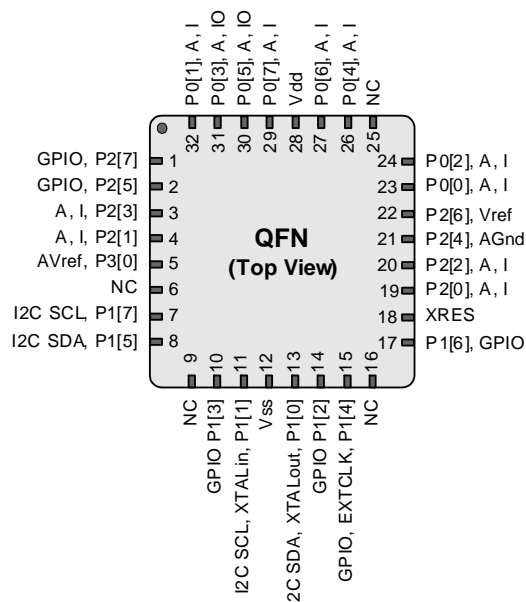 P0[1], A, I
P0[3], A, IO
P0[5], A, IO
P0[7], A, I
Vdd
P0[6], A, I
P0[4], A, I
NC
32
31
30
29
28
27
26
25
GPIO, P2[7]
1
GPIO, P2[5]
2
A, I, P2[3]
3
A, I, P2[1]
4
AVref, P3[0]
5
NC
6
I2C SCL, P1[7]
7
I2C SDA, P1[5]
8
QFN
(Top View)
24
P0[2], A, I
23
P0[0], A, I
22
P2[6], Vref
21
P2[4], AGnd
20
P2[2], A, I
19
P2[0], A, I
18
XRES
17
P1[6], GPIO
9
10
11
12
13
14
15
16
NC
GPIO P1[3]
I2C SCL, XTALin, P1[1]
Vss
2C SDA, XTALout, P1[0]
GPIO P1[2]
GPIO, EXTCLK, P1[4]
NC